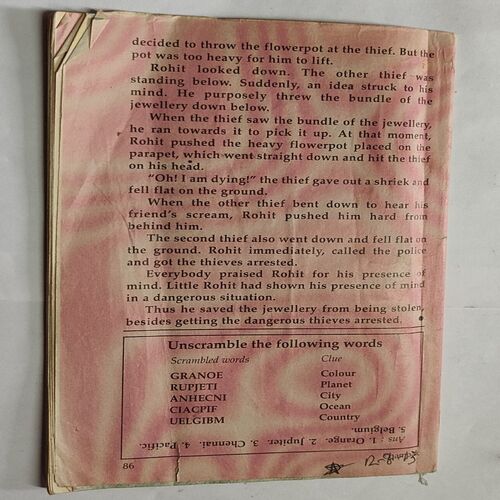 decided to throw the flowerpot at the thief. But the
pot was too heavy for him to lift.
Rohit looked down. The other thief was
standing below. Suddenly, an idea struck to his
mind. He purposely threw the bundle of the
jewellery down below.
When the thief saw the bundle of the jewellery,
he ran towards it to pick it up. At that moment,
Rohit pushed the heavy flowerpot placed on the
parapet, which went straight down and hit the thief
on his head.
"Oh! I am dying!" the thief gave out a shriek and
fell flat on the ground.
When the other thief bent down to hear his
friend's scream, Rohit pushed him hard from
behind him.
The second thief also went down and fell flat on
the ground. Rohit immediately, called the police
and got the thieves arrested.
Everybody praised Rohit for his presence of
mind. Little Rohit had shown his presence of mind
in a dangerous situation.
Thus he saved the jewellery from being stolen,
besides getting the dangerous thieves arrested.
Unscramble the following words
Scrambled words Clue
GRANOE Colour
RUPJETI Planet
ANHECNI City
CIACPIF Ocean
UELGIBM Country
Ans : 1. Orange. 2. Jupiter. 3. Chennai. 4. Pacific.
5. Belgium.
86